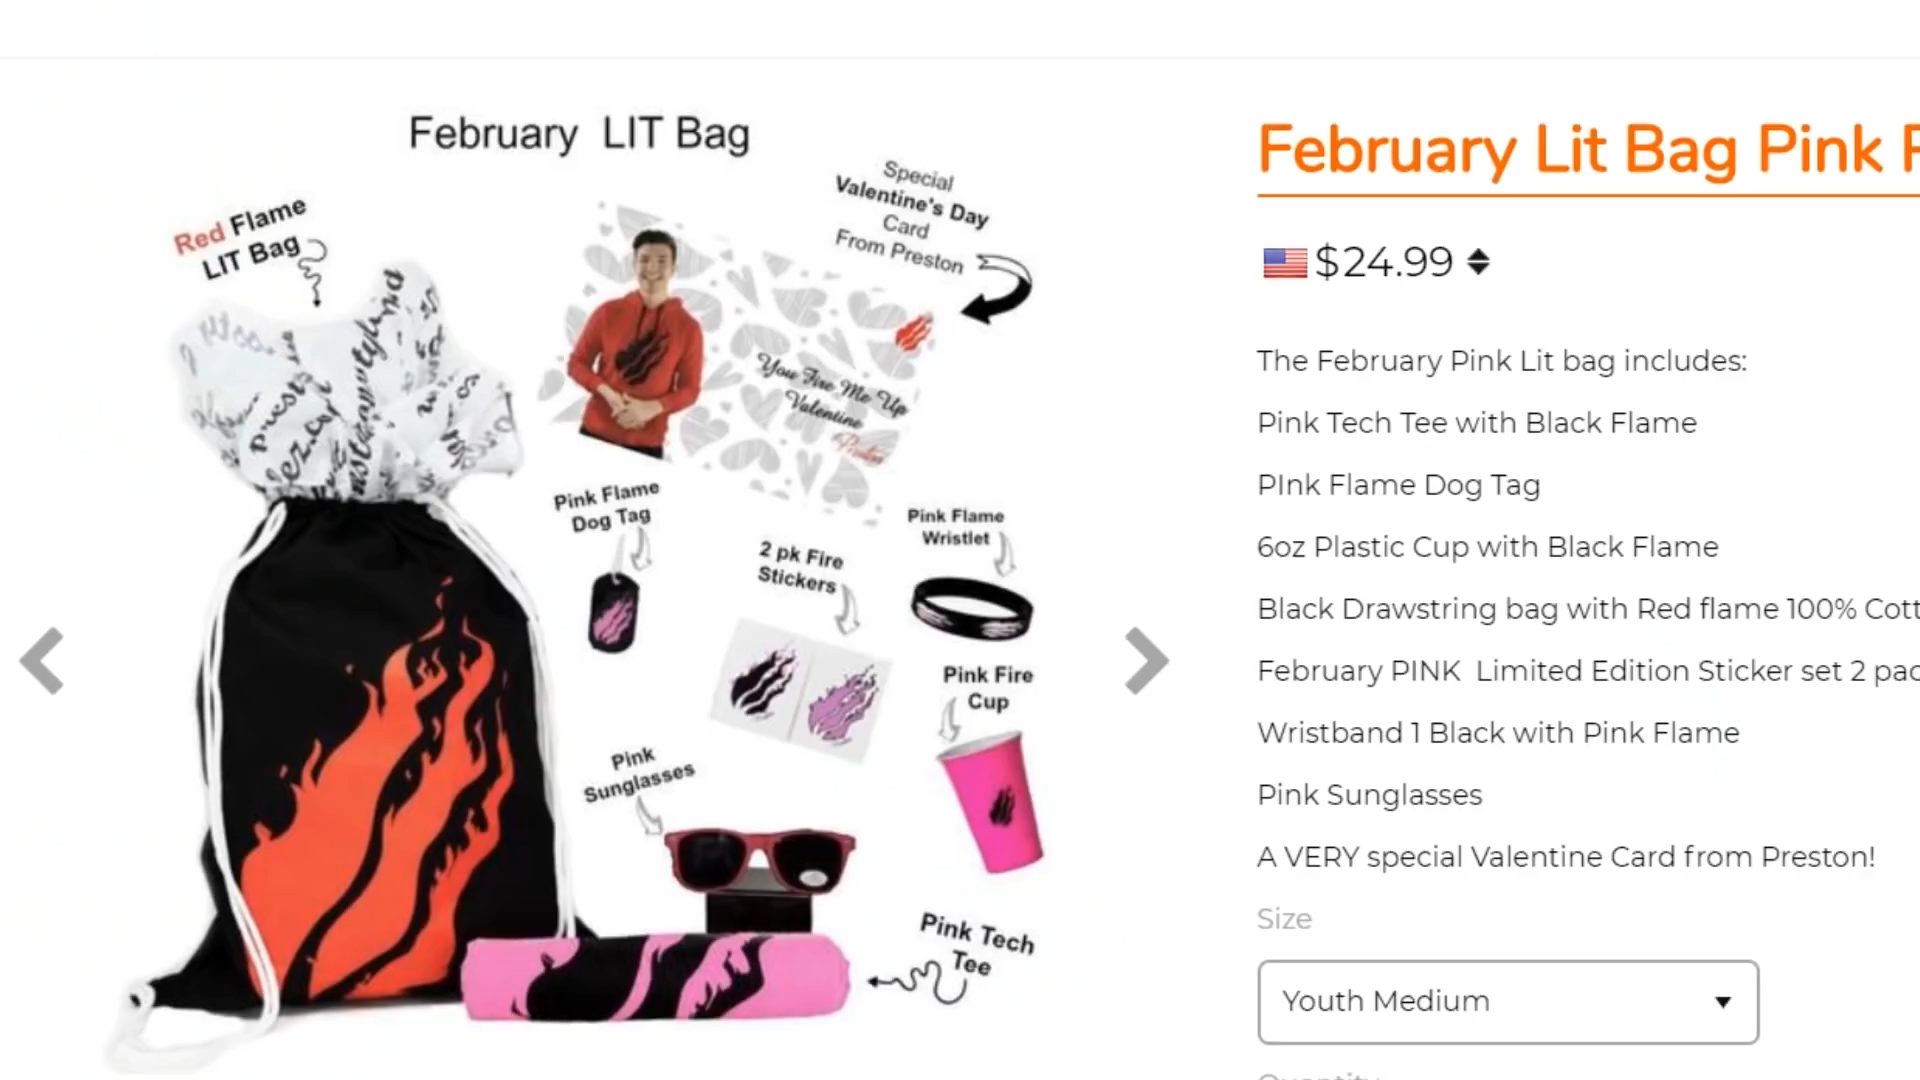 February LIT Bag
Special
Valentine's Day
Card
From Preston
Red Flame
LIT Bag
You Fire Me Up
Valentine
Preston
Pink Flame
Dog Tag
2 pk Fire
Stickers
Pink Flame
Wristlet
Pink Fire
Cup
Pink
Sunglasses
Pink Tech
Tee
February Lit Bag Pink
$24.99
The February Pink Lit bag includes:
Pink Tech Tee with Black Flame
PInk Flame Dog Tag
6oz Plastic Cup with Black Flame
Black Drawstring bag with Red flame 100% Cott
February PINK Limited Edition Sticker set 2 pac
Wristband 1 Black with Pink Flame
Pink Sunglasses
A VERY special Valentine Card from Preston!
Size
Youth Medium
Quantity